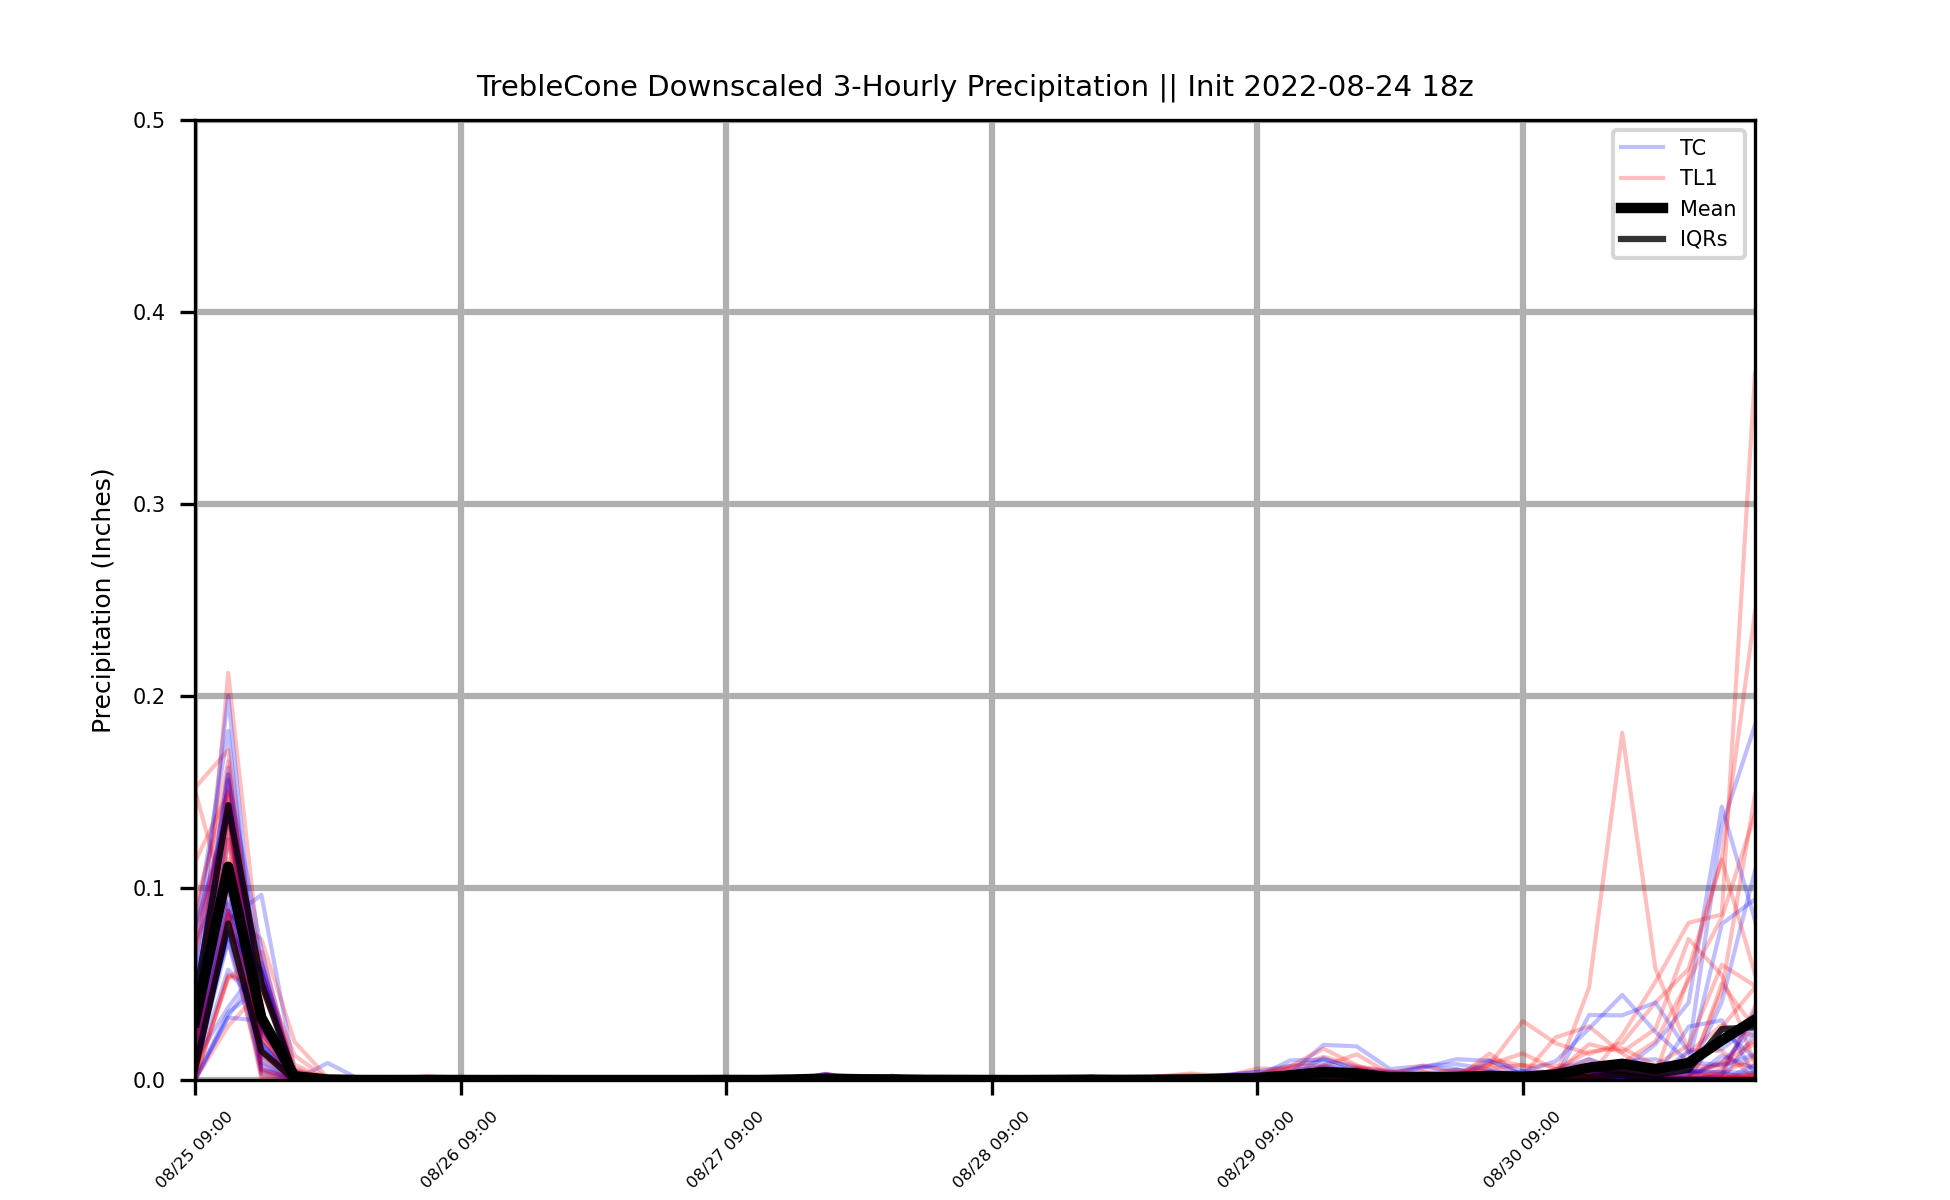 TrebleCone Downscaled 3-Hourly Precipitation || Init 2022-08-24 18z
Precipitation (Inches)
0.5
0.4
0.3
0.2
0.1
0.0
TC
TL1
Mean
IQRs
08/25 09:00
08/26 09:00
08/27 09:00
08/28 09:00
08/29 09:00
08/30 09:00